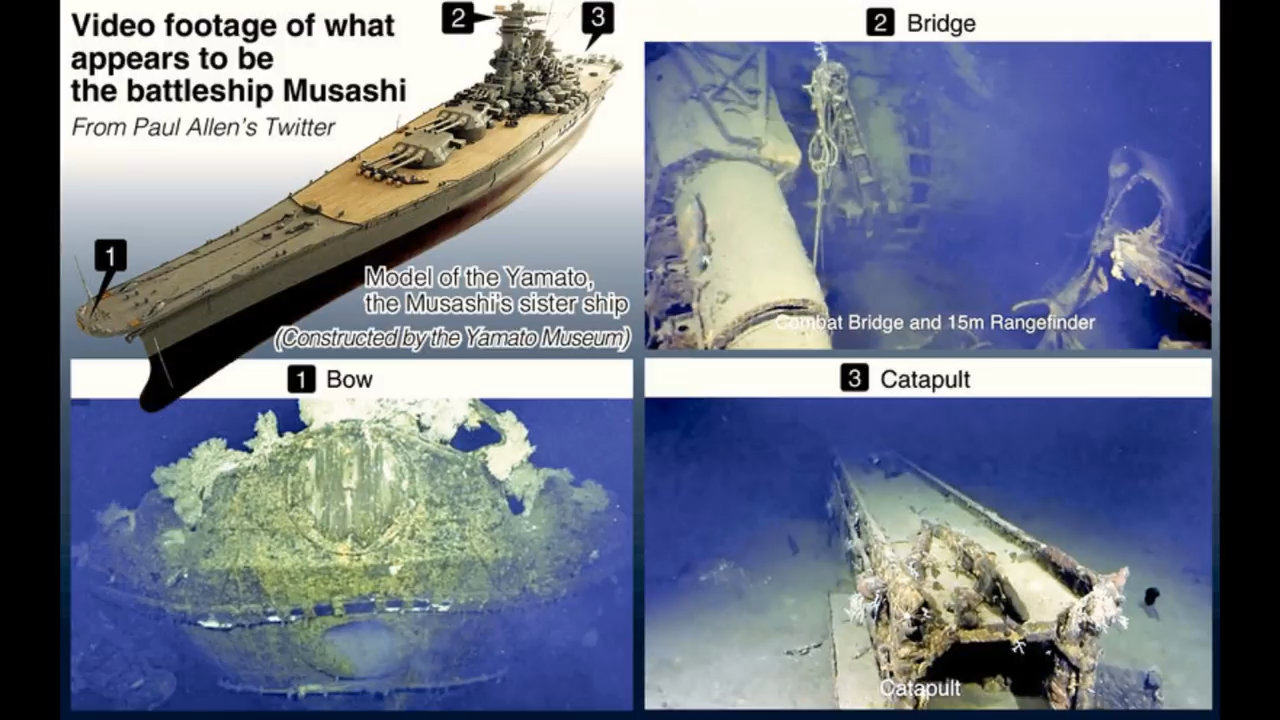 Video footage of what
appears to be
the battleship Musashi
From Paul Allen's Twitter
2
3
1
Model of the Yamato,
the Musashi's sister ship
(Constructed by the Yamato Museum)
2 Bridge
Combat Bridge and 15m Rangefinder
1 Bow
3 Catapult
Catapult